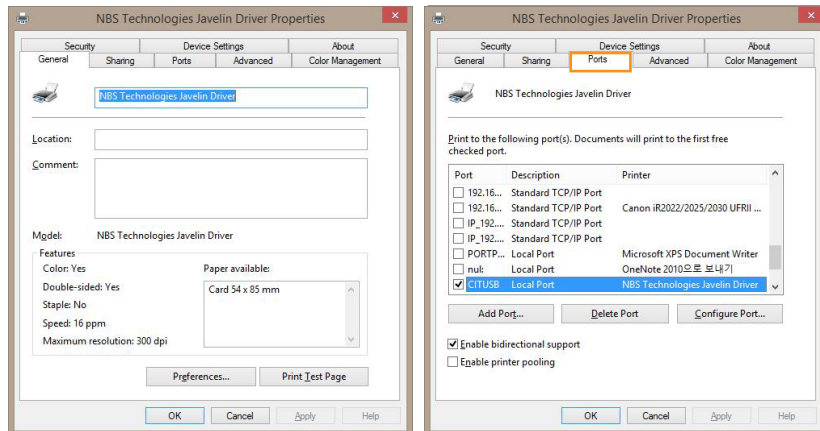 NBS Technologies Javelin Driver Properties
Security Device Settings About
General Sharing Ports Advanced Color Management
NBS Technologies Javelin Driver
Location:
Comment:
Model: NBS Technologies Javelin Driver
Features
Color: Yes
Double-sided: Yes
Staple: No
Speed: 16 ppm
Maximum resolution: 300 dpi
Paper available:
Card 54 x 85 mm
Preferences... Print Test Page
OK Cancel Apply Help
NBS Technologies Javelin Driver Properties
Security Device Settings About
General Sharing Ports Advanced Color Management
NBS Technologies Javelin Driver
Print to the following port(s). Documents will print to the first free
checked port.
Port Description Printer
192.16... Standard TCP/IP Port
192.16... Standard TCP/IP Port Canon iR2022/2025/2030 UFRII ...
IP_192.... Standard TCP/IP Port
IP_192.... Standard TCP/IP Port
PORTP... Local Port Microsoft XPS Document Writer
nul: Local Port OneNote 2010으로 보내기
CITUSB Local Port NBS Technologies Javelin Driver
Add Port... Delete Port Configure Port...
Enable bidirectional support
Enable printer pooling
OK Cancel Apply Help